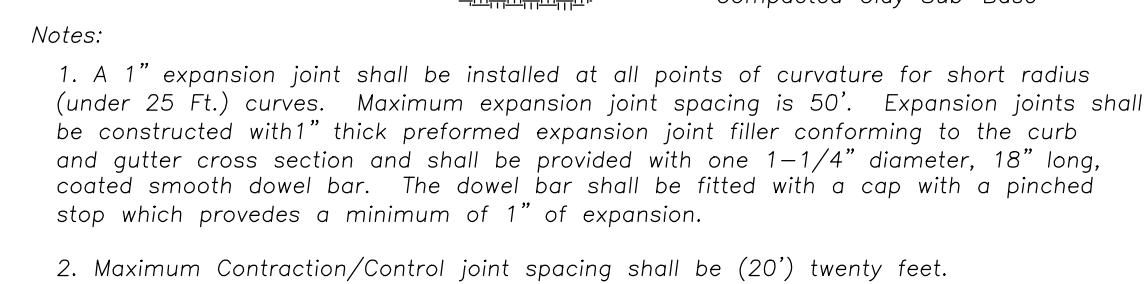 Compacted Clay Sub-Base
Notes:
1. A 1” expansion joint shall be installed at all points of curvature for short radius
(under 25 Ft.) curves. Maximum expansion joint spacing is 50’. Expansion joints shall
be constructed with1” thick preformed expansion joint filler conforming to the curb
and gutter cross section and shall be provided with one 1–1/4” diameter, 18” long,
coated smooth dowel bar. The dowel bar shall be fitted with a cap with a pinched
stop which provedes a minimum of 1” of expansion.
2. Maximum Contraction/Control joint spacing shall be (20’) twenty feet.